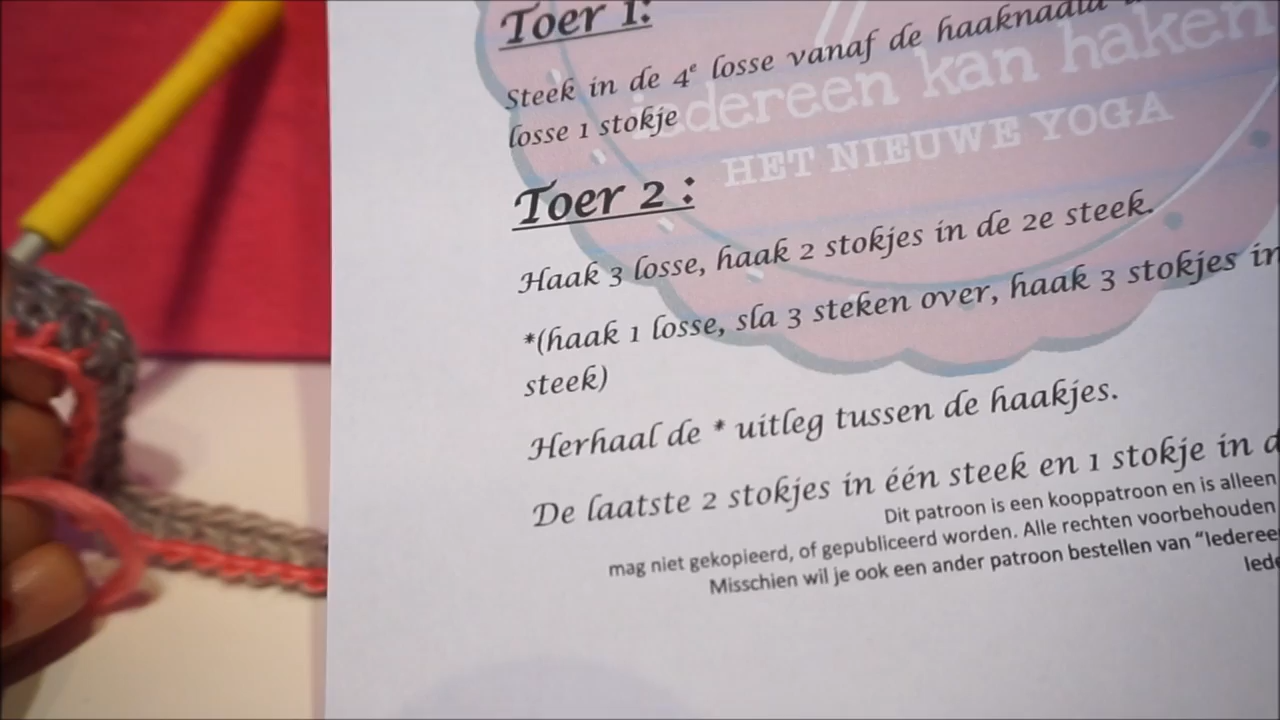 Toer 1:
Steek in de 4e losse vanaf de haaknaald
losse 1 stokje
iedereen kan haken
HET NIEUWE YOGA
Toer 2 :
Haak 3 losse, haak 2 stokjes in de 2e steek.
*(haak 1 losse, sla 3 steken over, haak 3 stokjes in
steek)
Herhaal de * uitleg tussen de haakjes.
De laatste 2 stokjes in één steek en 1 stokje in d
Dit patroon is een kooppatroon en is alleen
mag niet gekopieerd, of gepubliceerd worden. Alle rechten voorbehouden
Misschien wil je ook een ander patroon bestellen van “Iederee
Iede